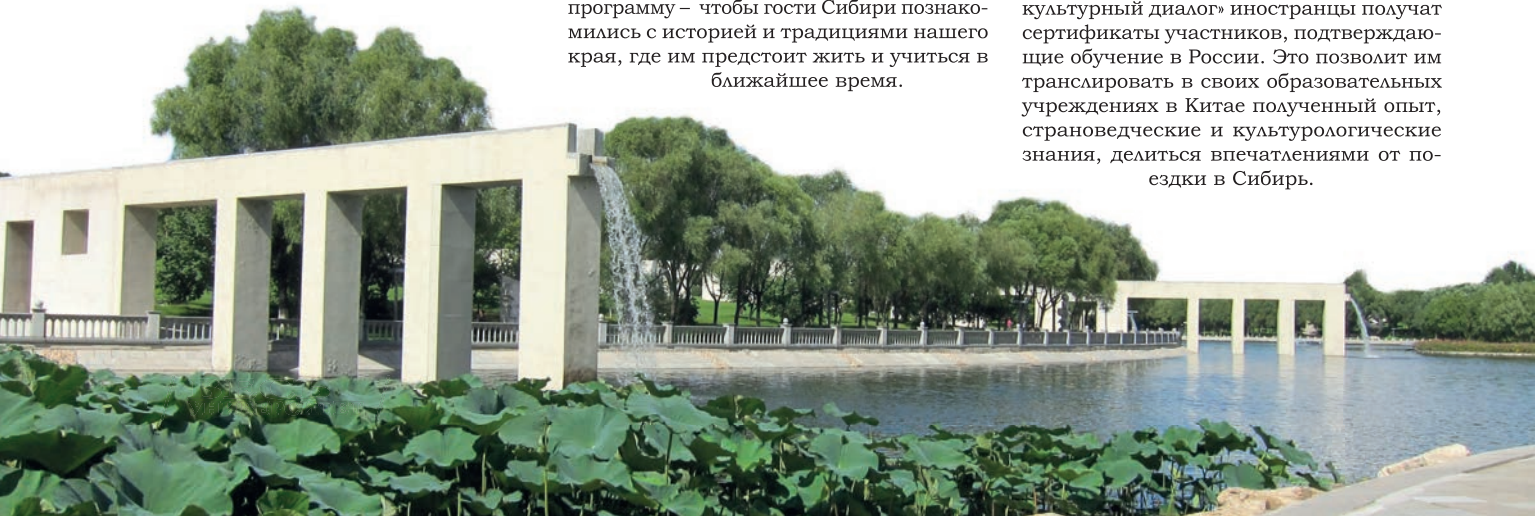 программу – чтобы гости Сибири познако-
мились с историей и традициями нашего
края, где им предстоит жить и учиться в
ближайшее время.
культурный диалог» иностранцы получат
сертификаты участников, подтверждаю-
щие обучение в России. Это позволит им
транслировать в своих образовательных
учреждениях в Китае полученный опыт,
страноведческие и культурологические
знания, делиться впечатлениями от по-
ездки в Сибирь.